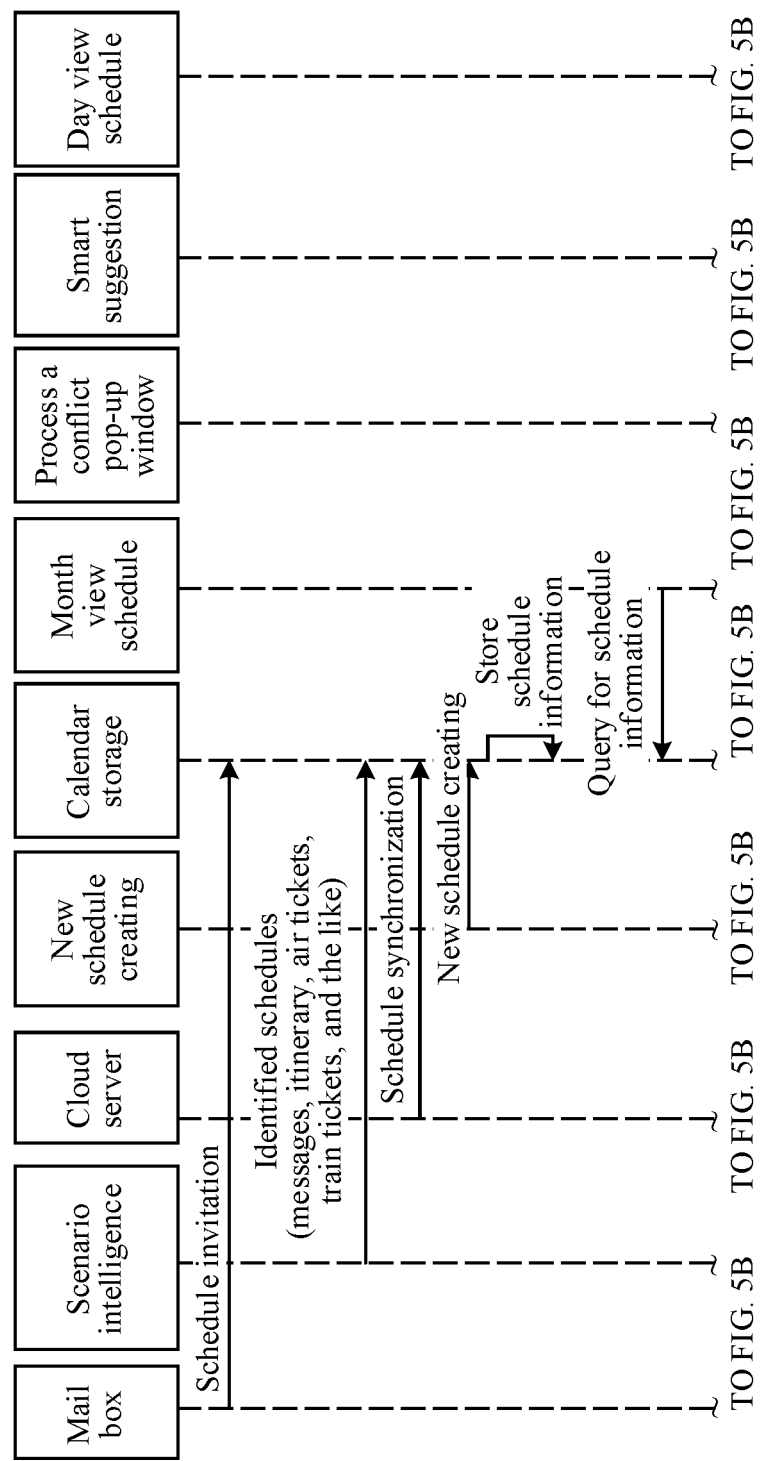 Mail
box
Scenario
intelligence
Cloud
server
New
schedule
creating
Calendar
storage
Month
view
schedule
Process a
conflict
pop-up
window
Smart
suggestion
Day view
schedule
Schedule invitation
Identified schedules
(messages, itinerary, air tickets,
train tickets, and the like)
Schedule synchronization
New schedule creating
Store
schedule
information
Query for schedule
information
TO FIG. 5B
TO FIG. 5B
TO FIG. 5B
TO FIG. 5B
TO FIG. 5B
TO FIG. 5B
TO FIG. 5B
TO FIG. 5B